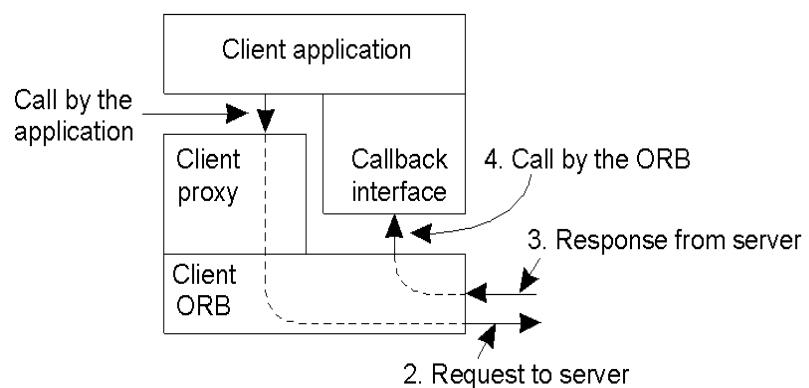 Client application
Call by the
application
Client
proxy
Callback
interface
4. Call by the ORB
3. Response from server
Client
ORB
2. Request to server